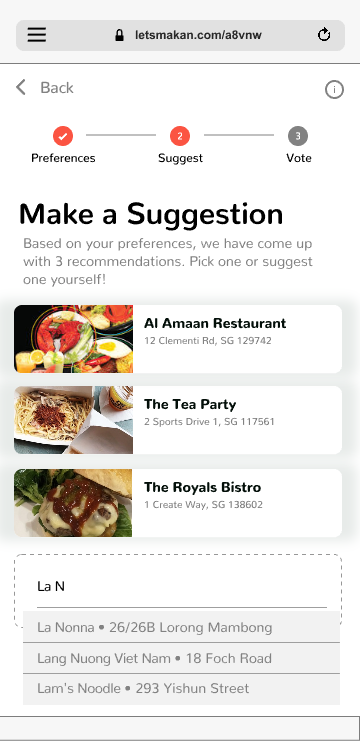 letsmakan.com/a8vnw
Back
i
2
3
Preferences
Suggest
Vote
Make a Suggestion
Based on your preferences, we have come up
with 3 recommendations. Pick one or suggest
one yourself!
Al Amaan Restaurant
12 Clementi Rd, SG 129742
The Tea Party
2 Sports Drive 1, SG 117561
The Royals Bistro
1 Create Way, SG 138602
La N
La Nonna • 26/26B Lorong Mambong
Lang Nuong Viet Nam • 18 Foch Road
Lam's Noodle • 293 Yishun Street